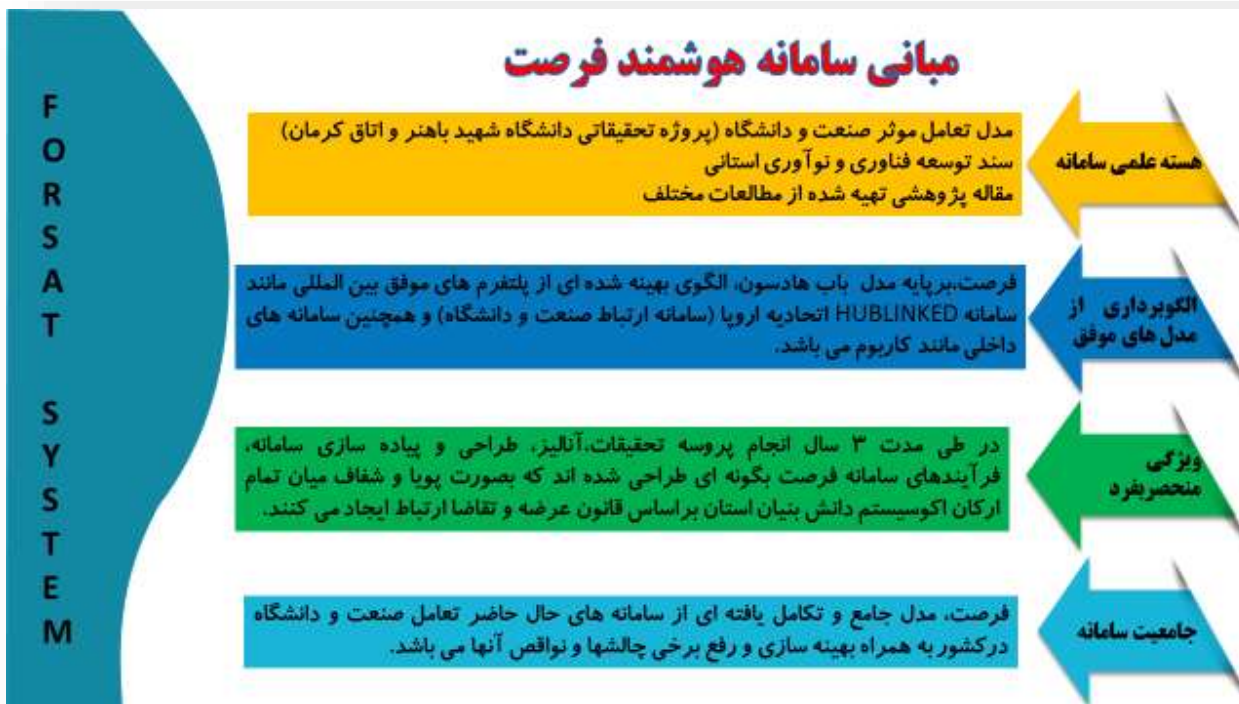 مبانی سامانه هوشمند فرصت
هسته علمی سامانه
مدل تعامل موثر صنعت و دانشگاه (پروژه تحقیقاتی دانشگاه شهید باهنر و اتاق کرمان)
سند توسعه فناوری و نوآوری استانی
مقاله پژوهشی تهیه شده از مطالعات مختلف
الگوبرداری از
مدل های موفق
فرصت،برپایه مدل باب هادسون، الگوی بهینه شده ای از پلتفرم های موفق بین المللی مانند
سامانه HUBLINKED اتحادیه اروپا (سامانه ارتباط صنعت و دانشگاه) و همچنین سامانه های
داخلی مانند کاربوم می باشد.
ویژگی
منحصربفرد
در طی مدت ۳ سال انجام پروسه تحقیقات،آنالیز، طراحی و پیاده سازی سامانه،
فرآیندهای سامانه فرصت بگونه ای طراحی شده اند که بصورت پویا و شفاف میان تمام
ارکان اکوسیستم دانش بنیان استان براساس قانون عرضه و تقاضا ارتباط ایجاد می کنند.
جامعیت سامانه
فرصت، مدل جامع و تکامل یافته ای از سامانه های حال حاضر تعامل صنعت و دانشگاه
درکشور به همراه بهینه سازی و رفع برخی چالشها و نواقص آنها می باشد.
FORSAT SYSTEM